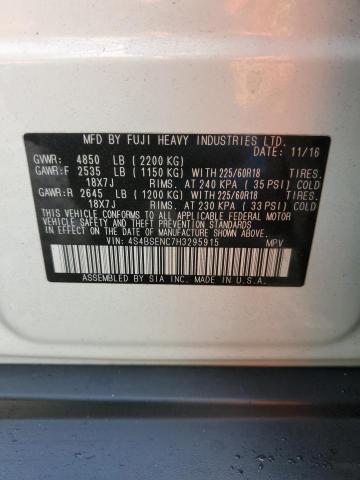 MFD BY FUJI HEAVY INDUSTRIES LTD.
DATE: 11/16
GVWR: 4850 LB (2200 KG)
GAWR:F 2535 LB (1150 KG) WITH 225/60R18 TIRES.
18X7J RIMS. AT 240 KPA (35 PSI) COLD
GAWR:R 2645 LB (1200 KG) WITH 225/60R18 TIRES.
18X7J RIMS. AT 230 KPA (33 PSI) COLD
THIS VEHICLE CONFORMS TO ALL APPLICABLE FEDERAL MOTOR VEHICLE
SAFETY, BUMPER, AND THEFT PREVENTION STANDARDS IN
EFFECT ON THE DATE OF MANUFACTURE SHOWN ABOVE.
VIN: 4S4BSENC7H3295915 MPV
ASSEMBLED BY SIA INC. MADE IN U.S.A.